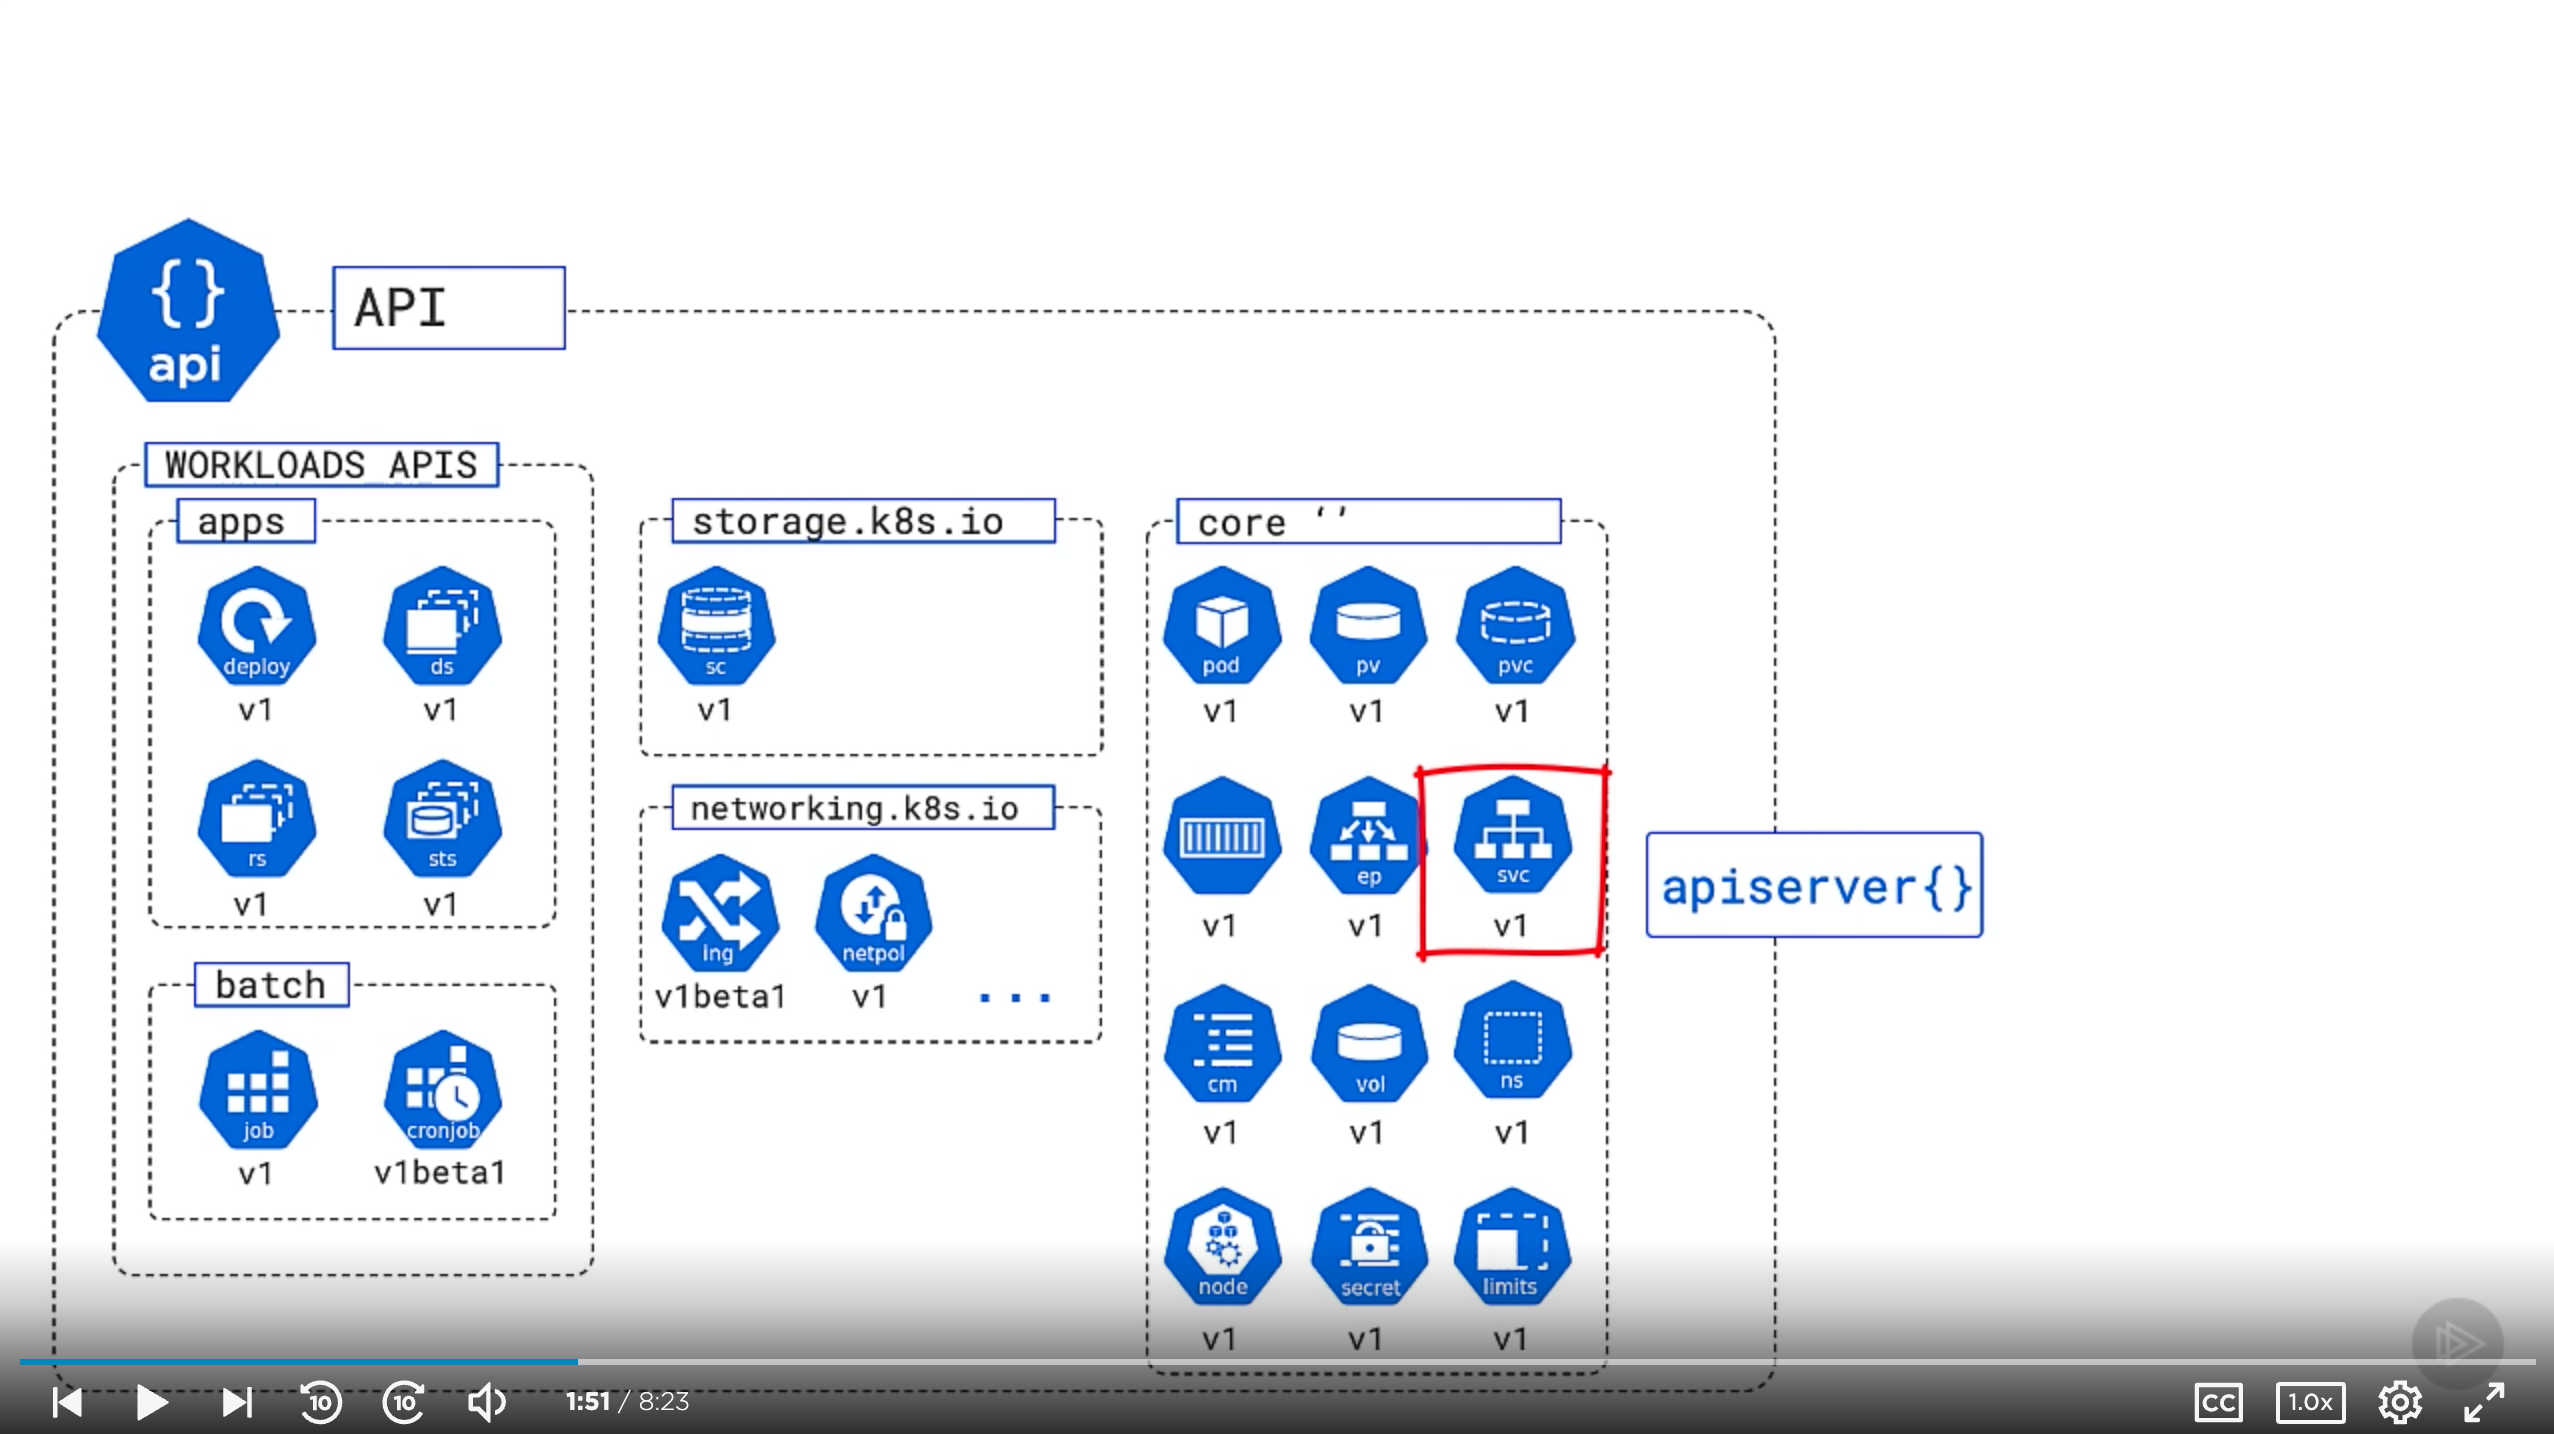 {}
api
API
WORKLOADS APIS
apps
deploy
v1
ds
v1
rs
v1
sts
v1
batch
job
v1
cronjob
v1beta1
storage.k8s.io
sc
v1
networking.k8s.io
ing
v1beta1
netpol
v1
...
core ‘’
pod
v1
pv
v1
pvc
v1
v1
ep
v1
svc
v1
cm
v1
vol
v1
ns
v1
node
v1
secret
v1
limits
v1
apiserver{}
10
10
1:51 / 8:23
CC
1.0x